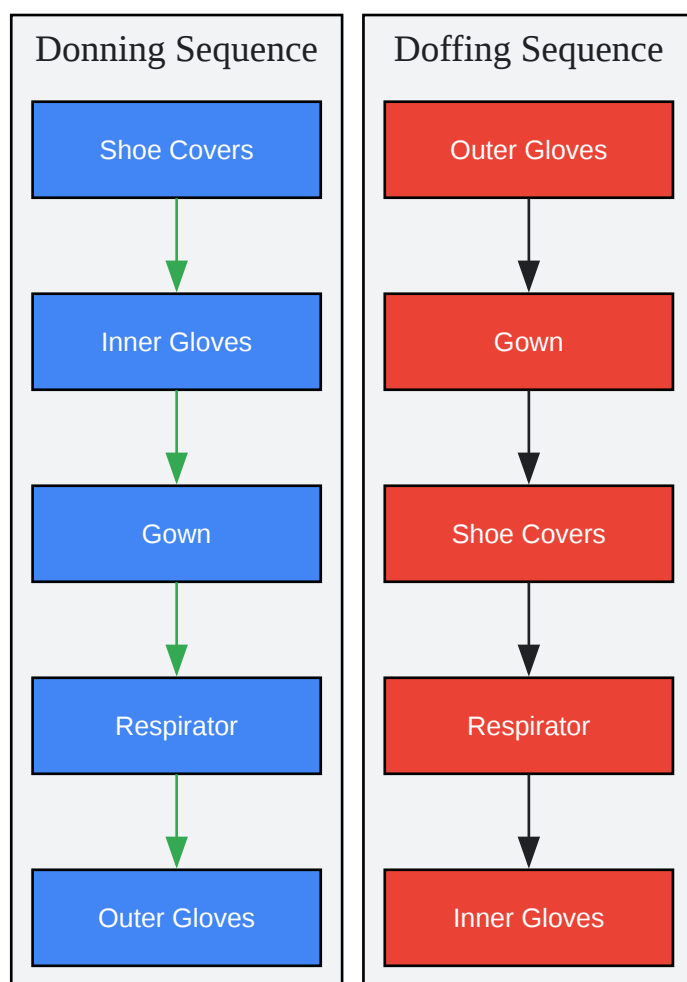 Donning Sequence
Shoe Covers
Inner Gloves
Gown
Respirator
Outer Gloves
Doffing Sequence
Outer Gloves
Gown
Shoe Covers
Respirator
Inner Gloves